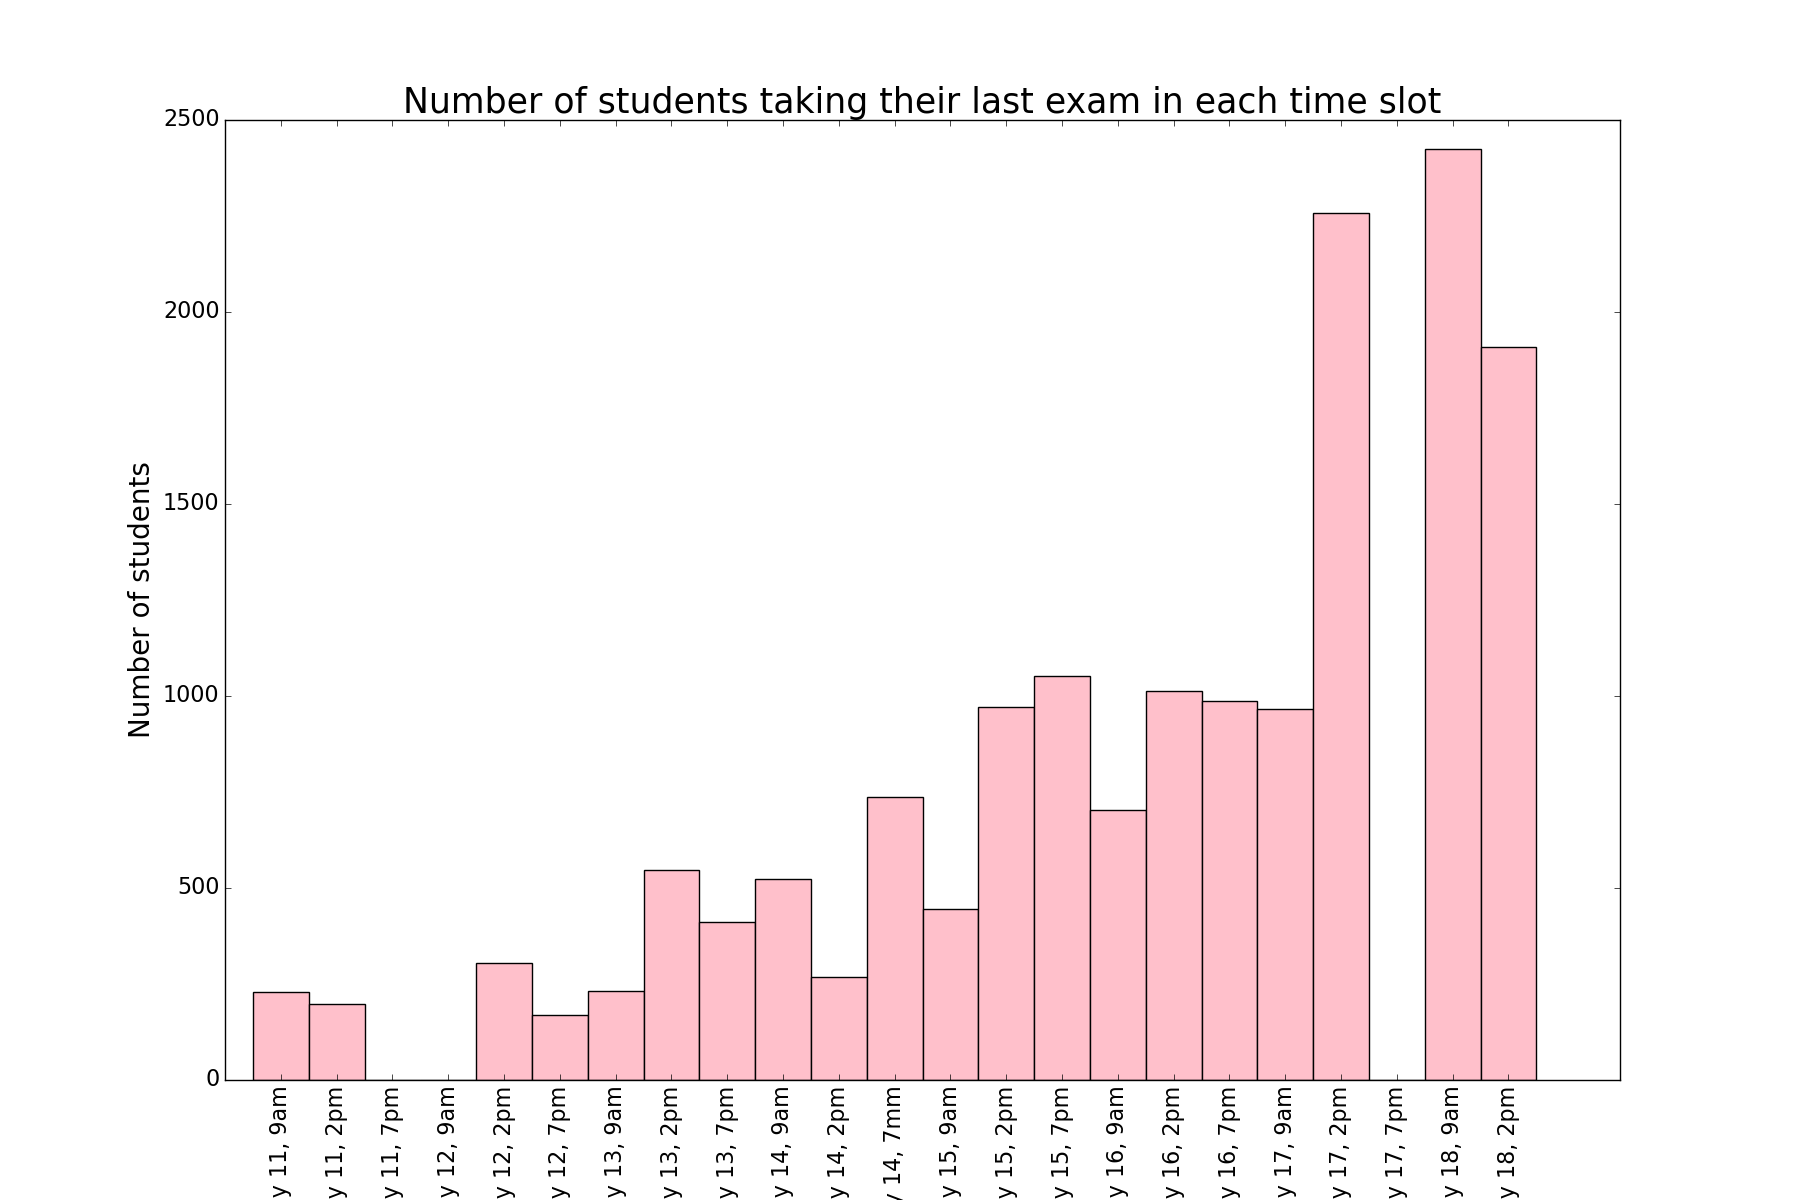 Number of students taking their last exam in each time slot
Number of students
2500
2000
1500
1000
500
0
y 11, 9am
y 11, 2pm
y 11, 7pm
y 12, 9am
y 12, 2pm
y 12, 7pm
y 13, 9am
y 13, 2pm
y 13, 7pm
y 14, 9am
y 14, 2pm
y 14, 7mm
y 15, 9am
y 15, 2pm
y 15, 7pm
y 16, 9am
y 16, 2pm
y 16, 7pm
y 17, 9am
y 17, 2pm
y 17, 7pm
y 18, 9am
y 18, 2pm